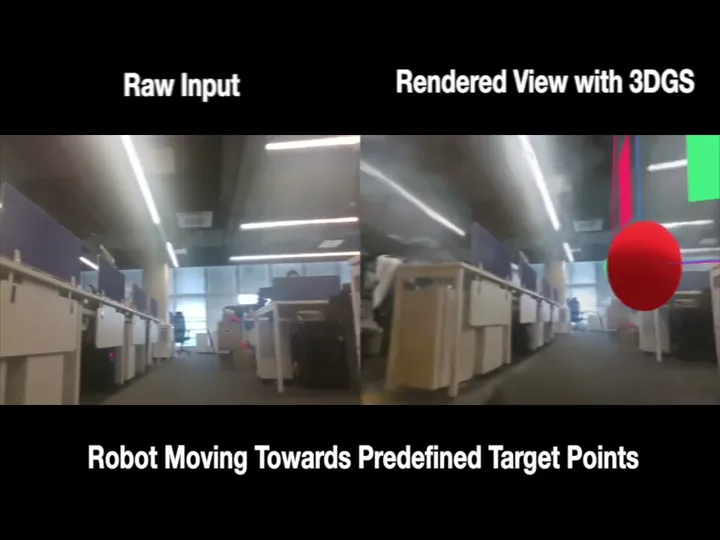 Raw Input
Rendered View with 3DGS
Robot Moving Towards Predefined Target Points